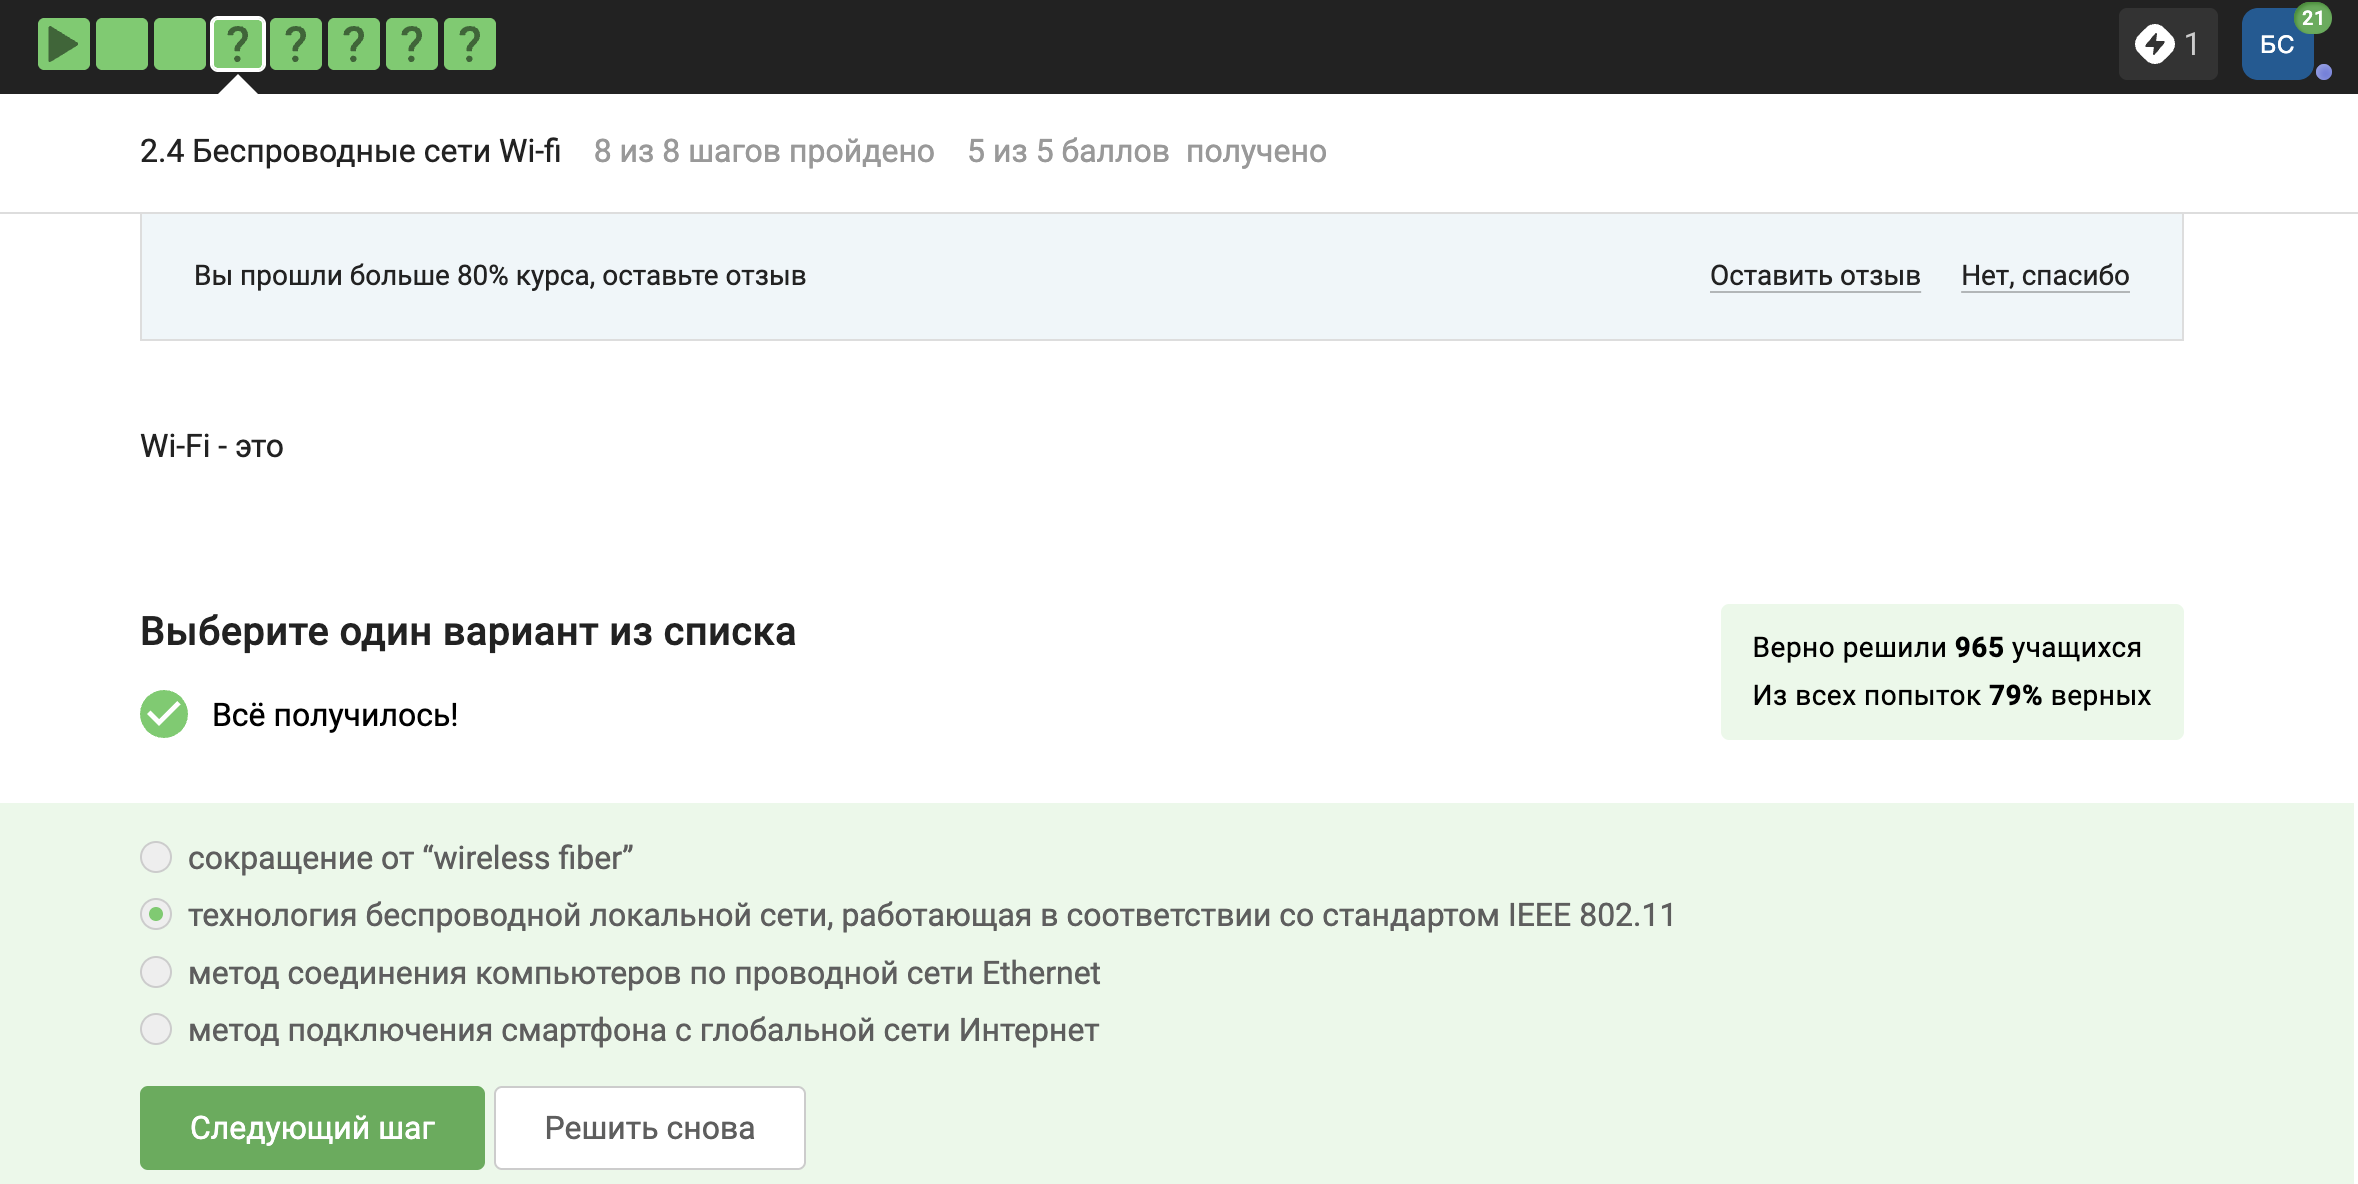 ? ? ? ? ?
1
БС
21
2.4 Беспроводные сети Wi-fi 8 из 8 шагов пройдено 5 из 5 баллов получено
Вы прошли больше 80% курса, оставьте отзыв Оставить отзыв Нет, спасибо
Wi-Fi - это
Выберите один вариант из списка
Всё получилось!
Верно решили 965 учащихся
Из всех попыток 79% верных
сокращение от “wireless fiber”
технология беспроводной локальной сети, работающая в соответствии со стандартом IEEE 802.11
метод соединения компьютеров по проводной сети Ethernet
метод подключения смартфона с глобальной сети Интернет
Следующий шаг Решить снова